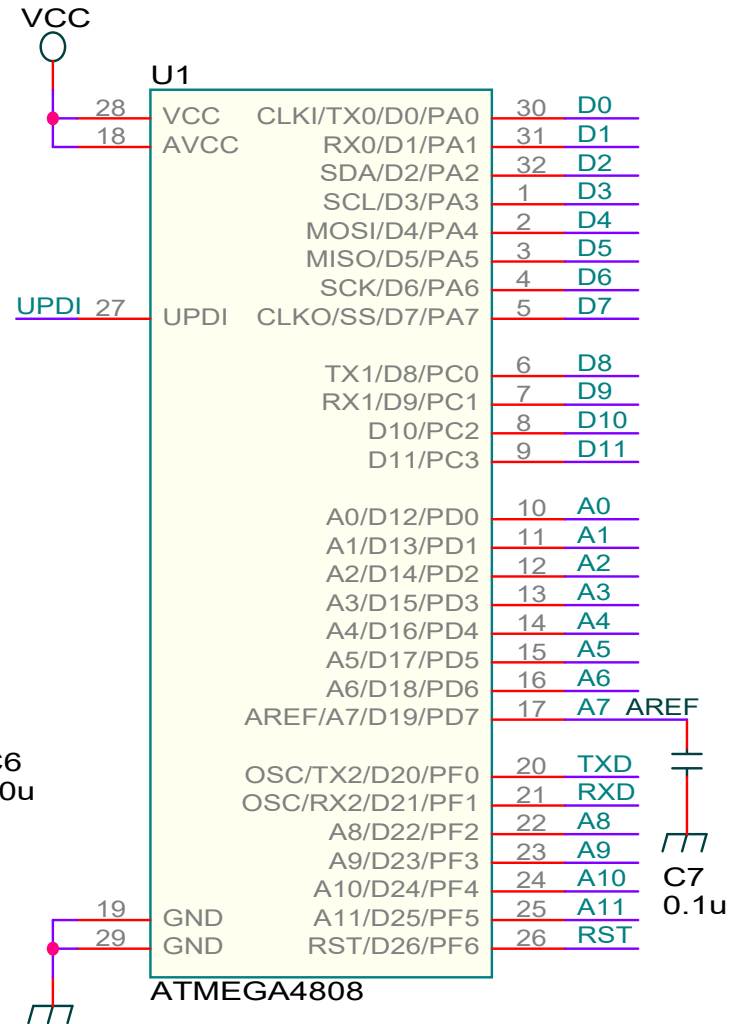 VCC
U1
28 VCC CLKI/TX0/D0/PA0 30 D0
18 AVCC RX0/D1/PA1 31 D1
SDA/D2/PA2 32 D2
SCL/D3/PA3 1 D3
MOSI/D4/PA4 2 D4
MISO/D5/PA5 3 D5
SCK/D6/PA6 4 D6
UPDI 27 UPDI CLKO/SS/D7/PA7 5 D7
TX1/D8/PC0 6 D8
RX1/D9/PC1 7 D9
D10/PC2 8 D10
D11/PC3 9 D11
A0/D12/PD0 10 A0
A1/D13/PD1 11 A1
A2/D14/PD2 12 A2
A3/D15/PD3 13 A3
A4/D16/PD4 14 A4
A5/D17/PD5 15 A5
A6/D18/PD6 16 A6
AREF/A7/D19/PD7 17 A7 AREF
OSC/TX2/D20/PF0 20 TXD
OSC/RX2/D21/PF1 21 RXD
A8/D22/PF2 22 A8
A9/D23/PF3 23 A9
A10/D24/PF4 24 A10
19 GND A11/D25/PF5 25 A11
29 GND RST/D26/PF6 26 RST
C7
0.1u
ATMEGA4808